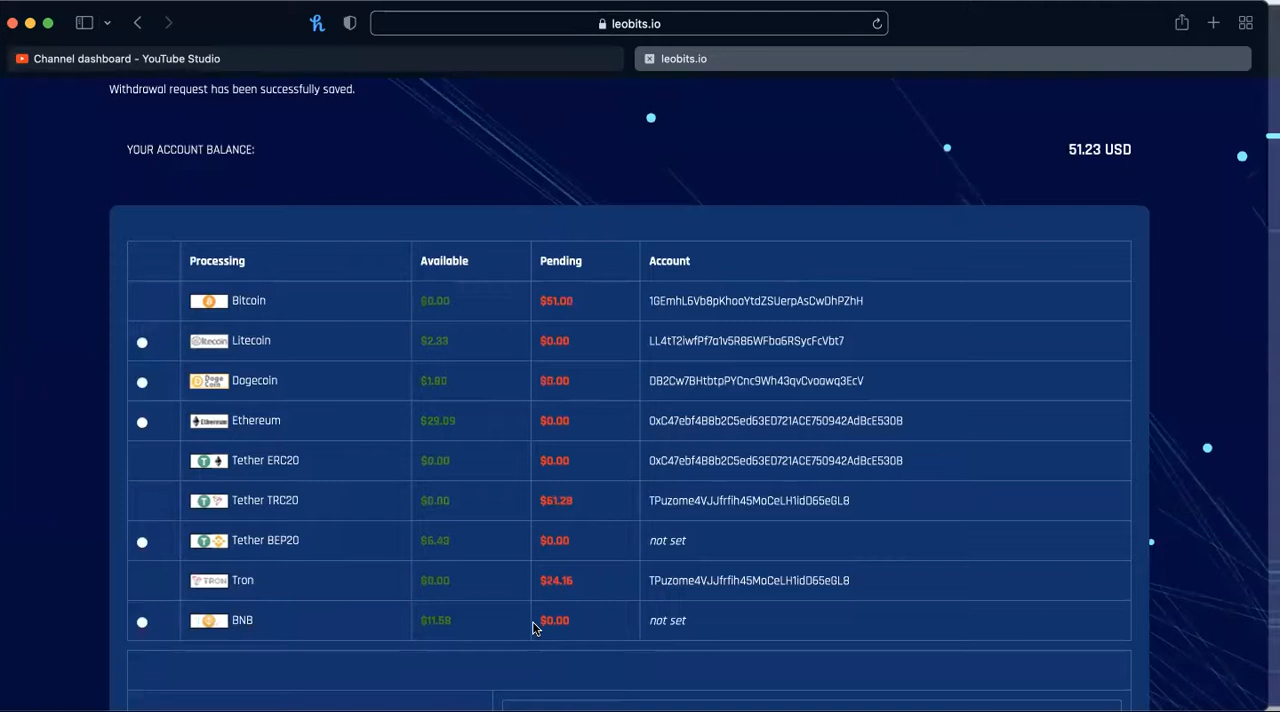 leobits.io
Channel dashboard - YouTube Studio
leobits.io
Withdrawal request has been successfully saved.
YOUR ACCOUNT BALANCE: 51.23 USD
Processing Available Pending Account
Bitcoin $0.00 $51.00 1GEmhL6Vb8pKhooYtdZSUerpAsCwDhPZhH
Litecoin $2.33 $0.00 LL4tT2iwfPf7a1v5R86WFba6RSycFcVbt7
Dogecoin $1.80 $0.00 DB2Cw7BHtbtpPYCnc9Wh43qvCvoawq3EcV
Ethereum $29.09 $0.00 0xC47ebf4B8b2C5ed63ED721ACE750942AdBcE530B
Tether ERC20 $0.00 $0.00 0xC47ebf4B8b2C5ed63ED721ACE750942AdBcE530B
Tether TRC20 $0.00 $51.28 TPuzome4VJJfrfih45MoCeLH1idD65eGL8
Tether BEP20 $6.43 $0.00 not set
TRON Tron $0.00 $24.16 TPuzome4VJJfrfih45MoCeLH1idD65eGL8
BNB $11.58 $0.00 not set